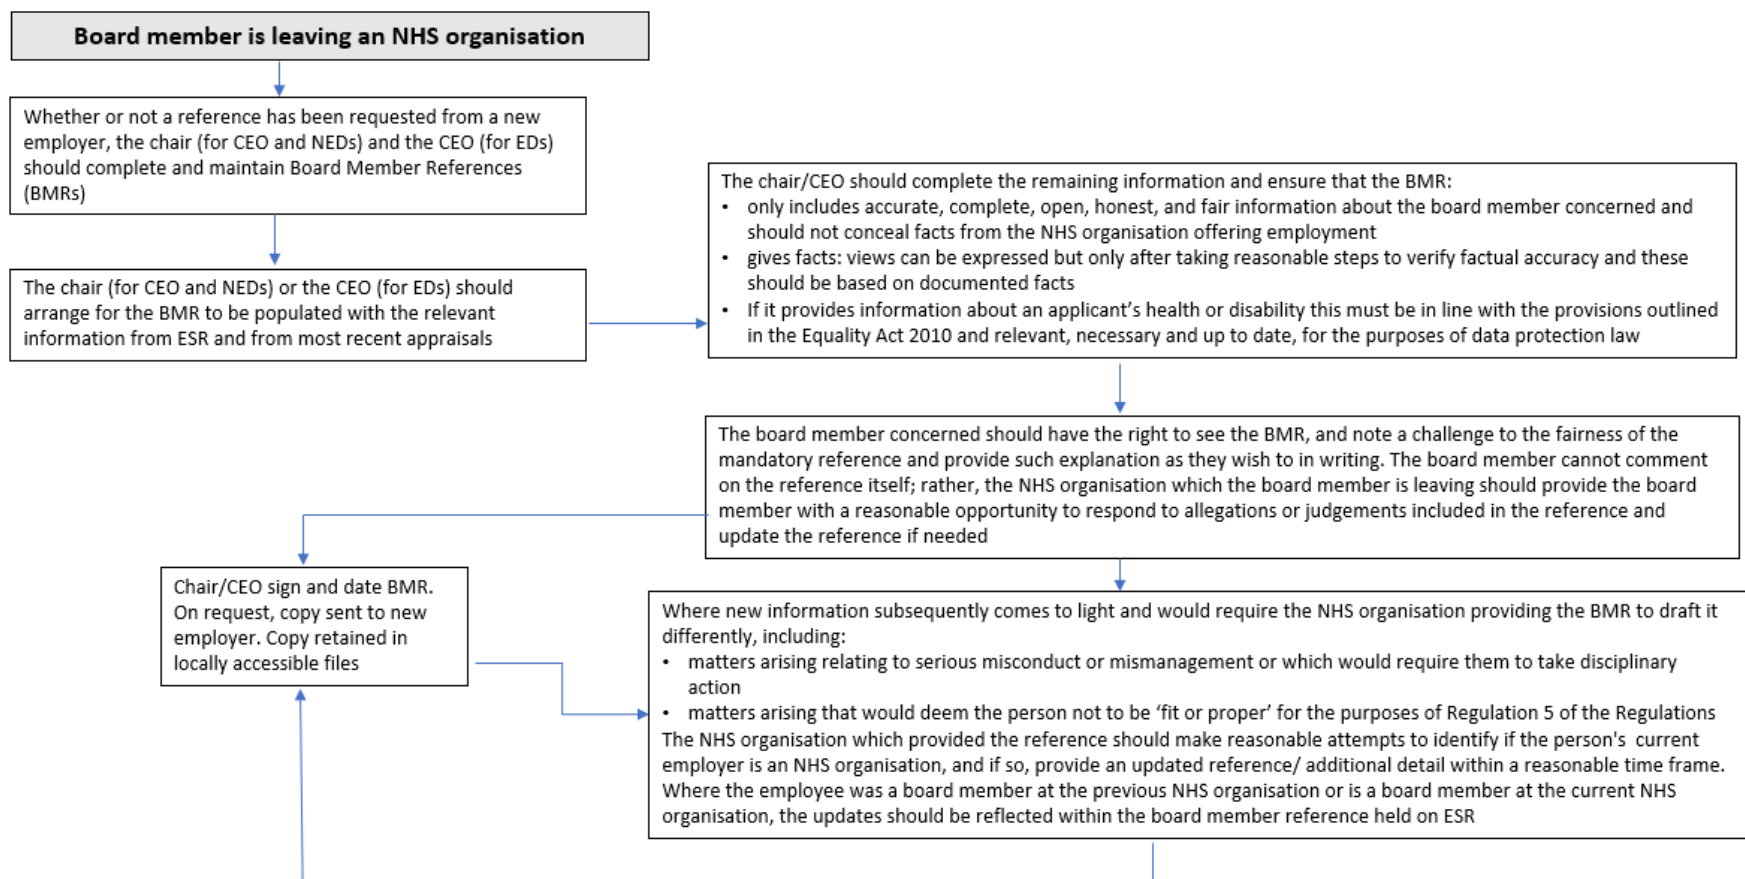 Board member is leaving an NHS organisation
Whether or not a reference has been requested from a new
employer, the chair (for CEO and NEDs) and the CEO (for EDs)
should complete and maintain Board Member References
(BMRs)
The chair (for CEO and NEDs) or the CEO (for EDs) should
arrange for the BMR to be populated with the relevant
information from ESR and from most recent appraisals
The chair/CEO should complete the remaining information and ensure that the BMR:
• only includes accurate, complete, open, honest, and fair information about the board member concerned and
should not conceal facts from the NHS organisation offering employment
• gives facts: views can be expressed but only after taking reasonable steps to verify factual accuracy and these
should be based on documented facts
• If it provides information about an applicant's health or disability this must be in line with the provisions outlined
in the Equality Act 2010 and relevant, necessary and up to date, for the purposes of data protection law
The board member concerned should have the right to see the BMR, and note a challenge to the fairness of the
mandatory reference and provide such explanation as they wish to in writing. The board member cannot comment
on the reference itself; rather, the NHS organisation which the board member is leaving should provide the board
member with a reasonable opportunity to respond to allegations or judgements included in the reference and
update the reference if needed
Chair/CEO sign and date BMR.
On request, copy sent to new
employer. Copy retained in
locally accessible files
Where new information subsequently comes to light and would require the NHS organisation providing the BMR to draft it
differently, including:
• matters arising relating to serious misconduct or mismanagement or which would require them to take disciplinary
action
• matters arising that would deem the person not to be 'fit or proper' for the purposes of Regulation 5 of the Regulations
The NHS organisation which provided the reference should make reasonable attempts to identify if the person's current
employer is an NHS organisation, and if so, provide an updated reference/ additional detail within a reasonable time frame.
Where the employee was a board member at the previous NHS organisation or is a board member at the current NHS
organisation, the updates should be reflected within the board member reference held on ESR